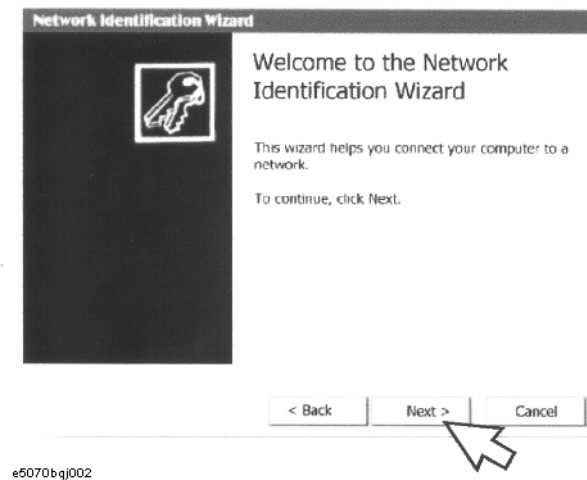 Network Identification Wizard
Welcome to the Network
Identification Wizard
This wizard helps you connect your computer to a
network.
To continue, click Next.
< Back
Next >
Cancel
e5070bqj002